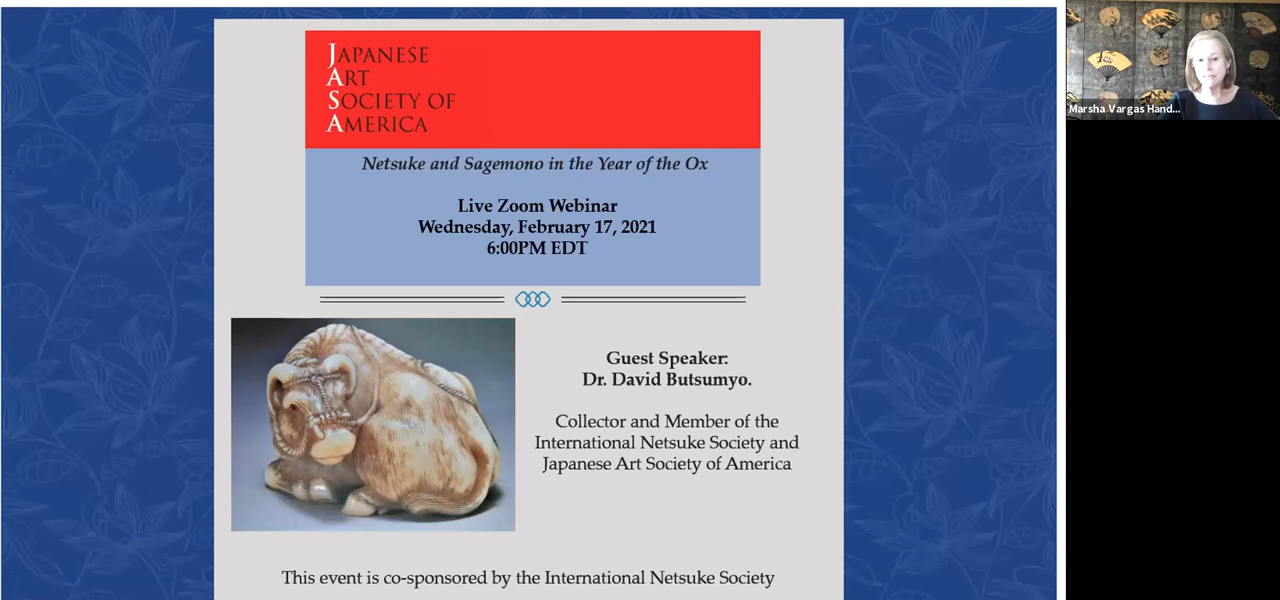 JAPANESE
ART
SOCIETY OF
AMERICA
Netsuke and Sagemono in the Year of the Ox
Live Zoom Webinar
Wednesday, February 17, 2021
6:00PM EDT
Guest Speaker:
Dr. David Butsumyo.
Collector and Member of the
International Netsuke Society and
Japanese Art Society of America
This event is co-sponsored by the International Netsuke Society
Marsha Vargas Hand...